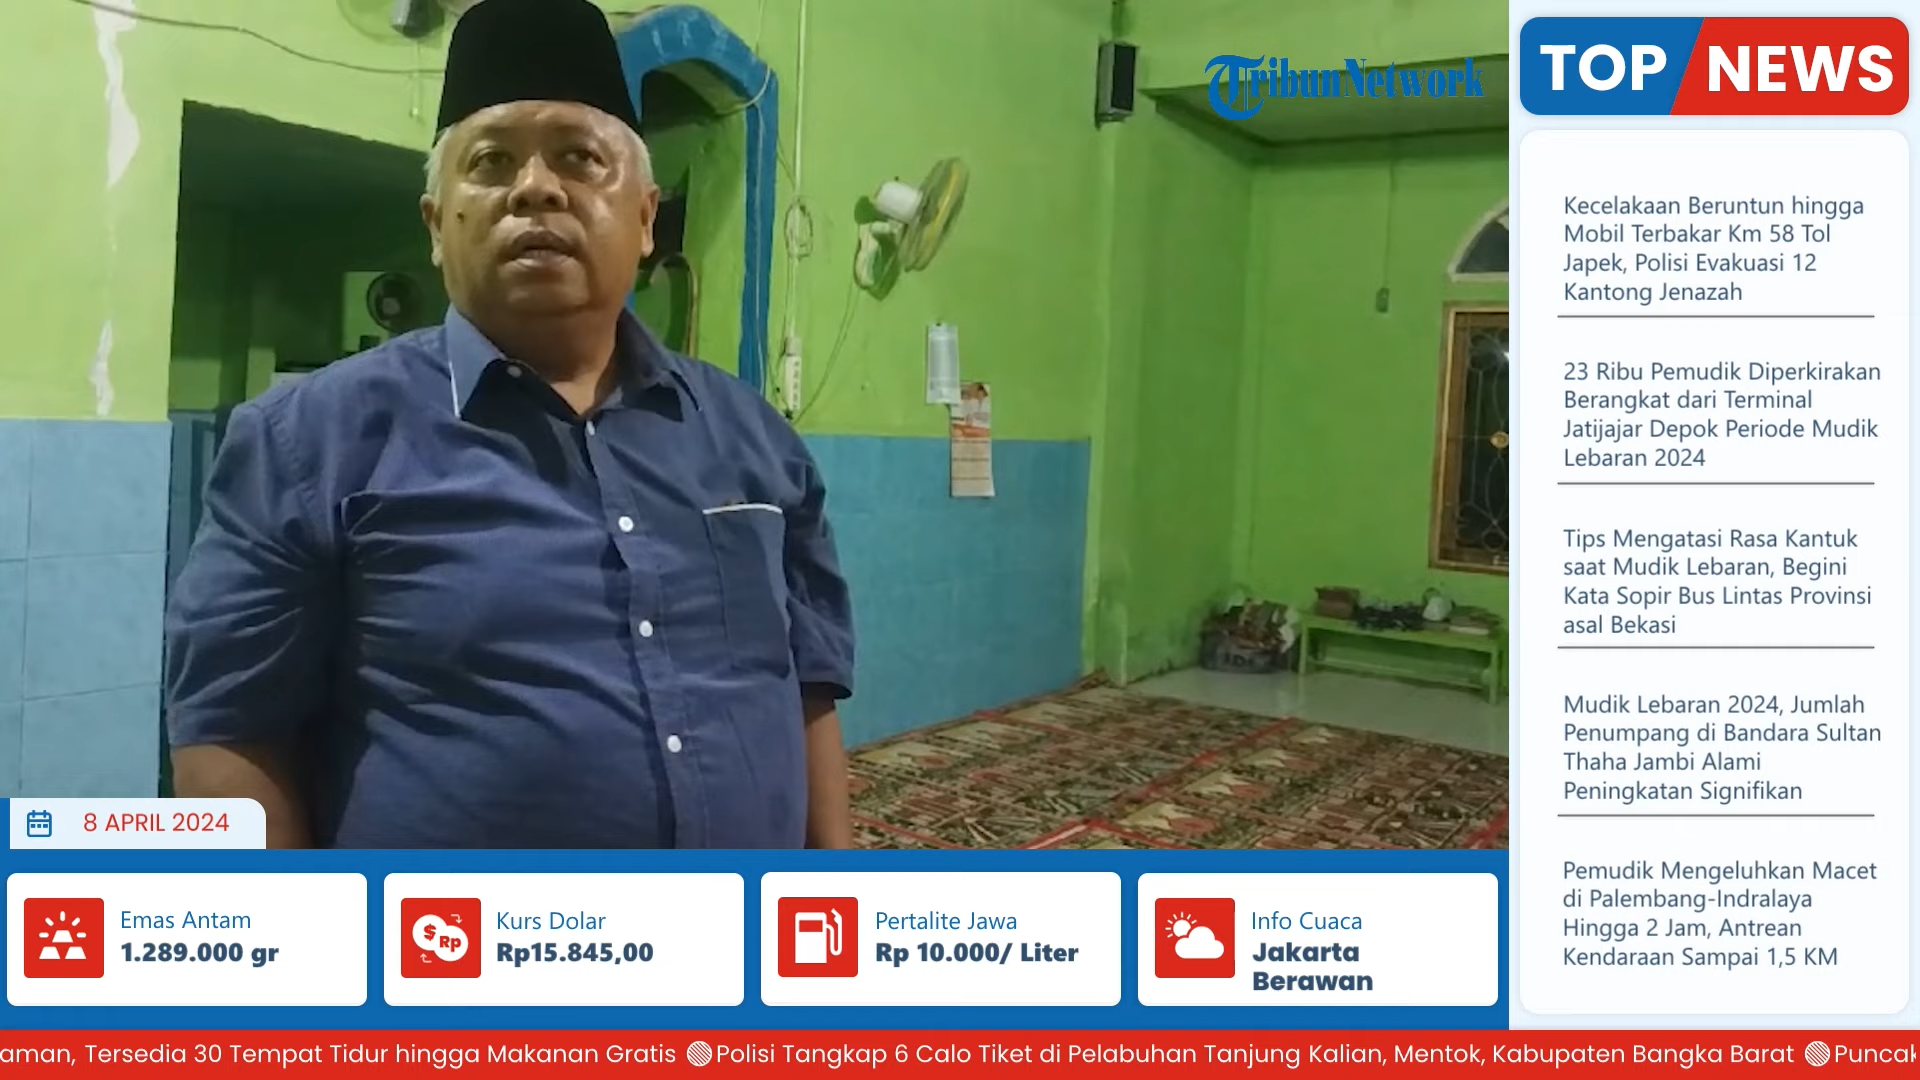 TribunNetwork
TOP NEWS
Kecelakaan Beruntun hingga
Mobil Terbakar Km 58 Tol
Japek, Polisi Evakuasi 12
Kantong Jenazah
23 Ribu Pemudik Diperkirakan
Berangkat dari Terminal
Jatijajar Depok Periode Mudik
Lebaran 2024
Tips Mengatasi Rasa Kantuk
saat Mudik Lebaran, Begini
Kata Sopir Bus Lintas Provinsi
asal Bekasi
Mudik Lebaran 2024, Jumlah
Penumpang di Bandara Sultan
Thaha Jambi Alami
Peningkatan Signifikan
Pemudik Mengeluhkan Macet
di Palembang-Indralaya
Hingga 2 Jam, Antrean
Kendaraan Sampai 1,5 KM
8 APRIL 2024
Emas Antam
1.289.000 gr
Kurs Dolar
$ Rp
Rp15.845,00
Pertalite Jawa
Rp 10.000/ Liter
Info Cuaca
Jakarta
Berawan
aman, Tersedia 30 Tempat Tidur hingga Makanan Gratis Polisi Tangkap 6 Calo Tiket di Pelabuhan Tanjung Kalian, Mentok, Kabupaten Bangka Barat Puncak